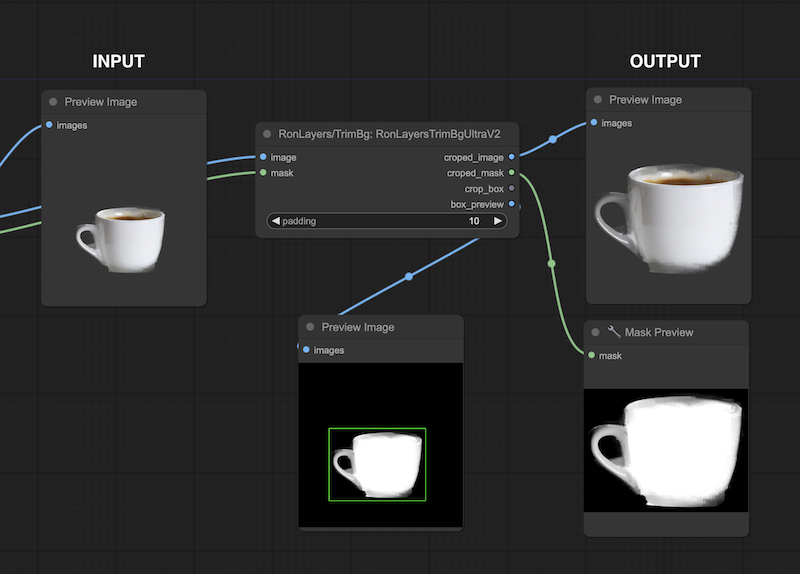 INPUT
OUTPUT
Preview Image
images
RonLayers/TrimBg: RonLayersTrimBgUltraV2
image
mask
croped_image
croped_mask
crop_box
box_preview
padding 10
Preview Image
images
Preview Image
images
Mask Preview
mask